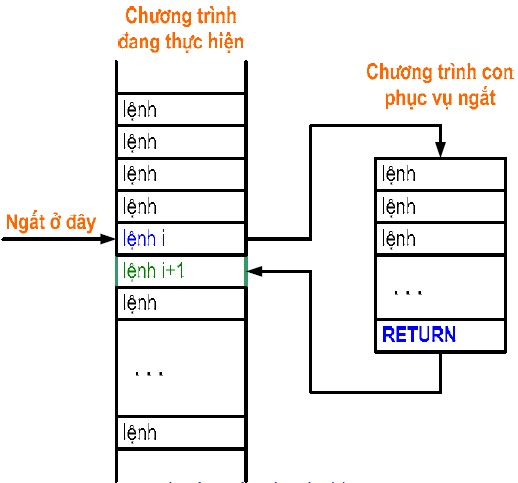 Chương trình
đang thực hiện
Chương trình con
phục vụ ngắt
lệnh
lệnh
lệnh
lệnh
Ngắt ở đây
lệnh i
lệnh i+1
lệnh
. . .
lệnh
lệnh
lệnh
lệnh
. . .
RETURN